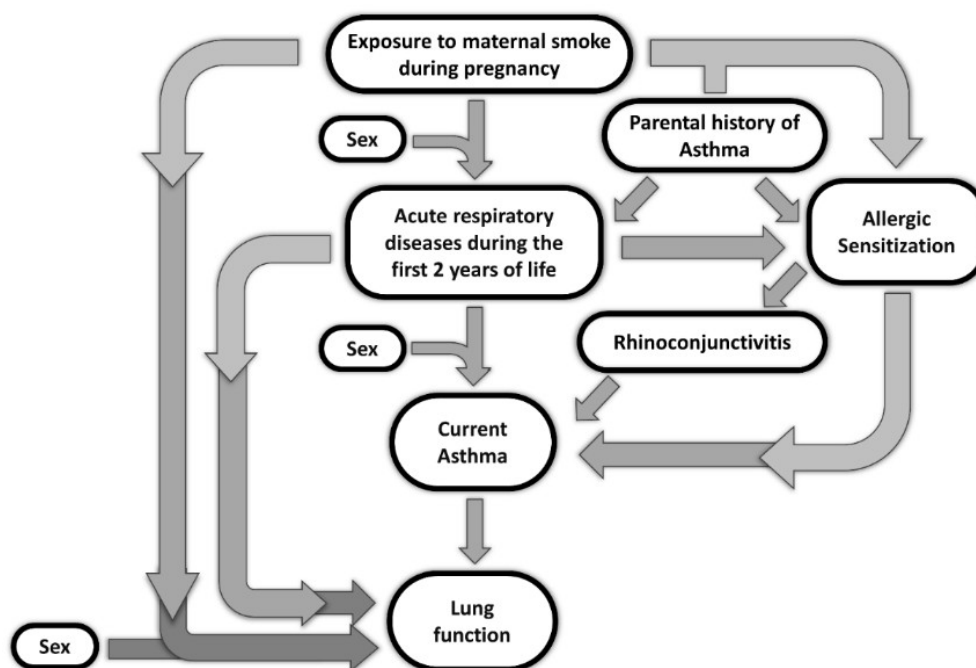 Exposure to maternal smoke
during pregnancy
Sex
Parental history of
Asthma
Acute respiratory
diseases during the
first 2 years of life
Allergic
Sensitization
Sex
Rhinoconjunctivitis
Current
Asthma
Lung
function
Sex